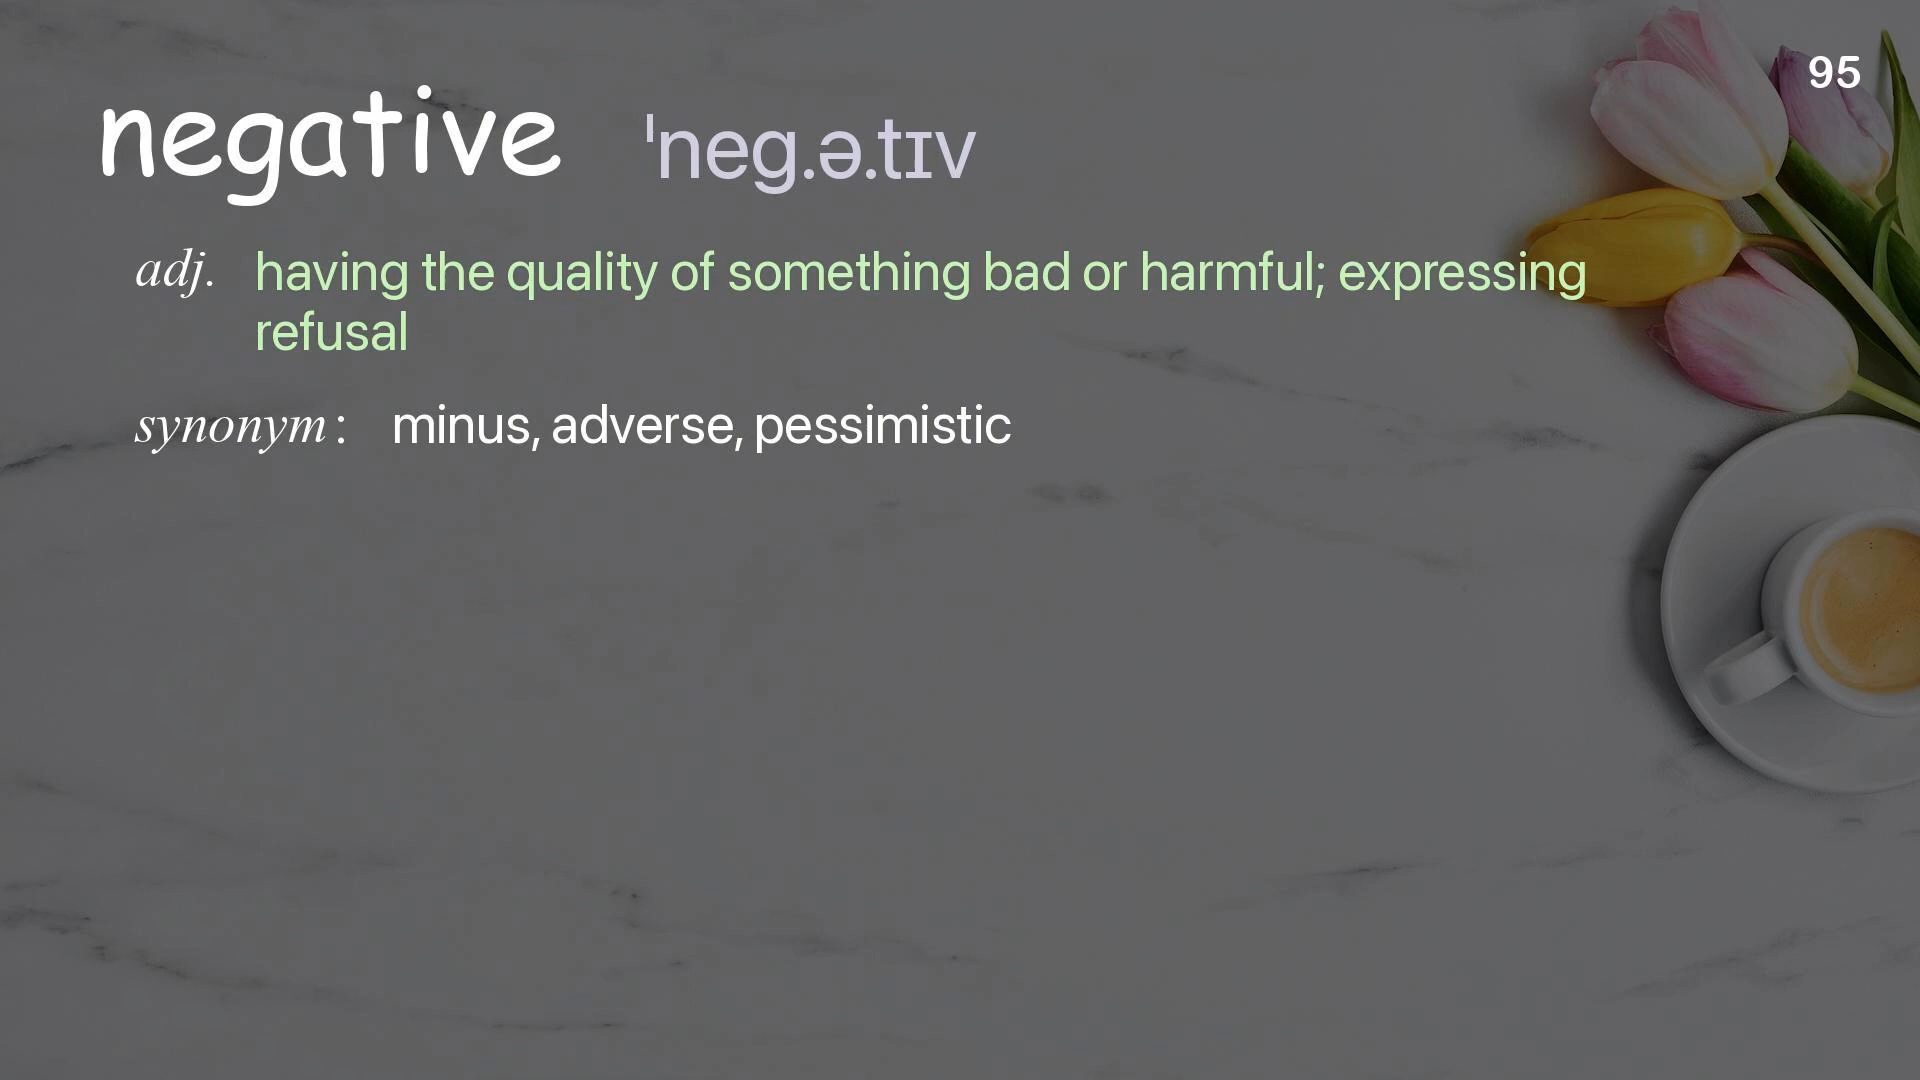 95
negative ˈneg.ə.tɪv
adj. having the quality of something bad or harmful; expressing
refusal
synonym: minus, adverse, pessimistic